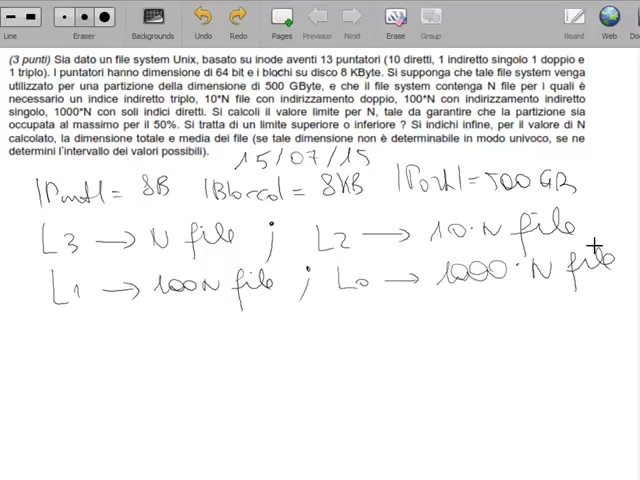 Line
Eraser
Backgrounds
Undo
Redo
Pages
Previous
Next
Erase
Grab
Board
Web
Do
(3 punti) Sia dato un file system Unix, basato su inode aventi 13 puntatori (10 diretti, 1 indiretto singolo 1 doppio e
1 triplo). I puntatori hanno dimensione di 64 bit e i blochi su disco 8 KByte. Si supponga che tale file system venga
utilizzato per una partizione della dimensione di 500 GByte, e che il file system contenga N file per i quali è
necessario un indice indiretto triplo, 10*N file con indirizzamento doppio, 100*N con indirizzamento indiretto
singolo, 1000*N con soli indici diretti. Si calcoli il valore limite per N, tale da garantire che la partizione sia
occupata al massimo per il 50%. Si tratta di un limite superiore o inferiore ? Si indichi infine, per il valore di N
calcolato, la dimensione totale e media dei file (se tale dimensione non è determinabile in modo univoco, se ne
determini l'intervallo dei valori possibili).
15/07/15
|Punt| = 8B |Blocco| = 8KB |Part| = 500 GB
L3 → N file ; L2 → 10·N file
L1 → 100N file ; L0 → 1000·N file